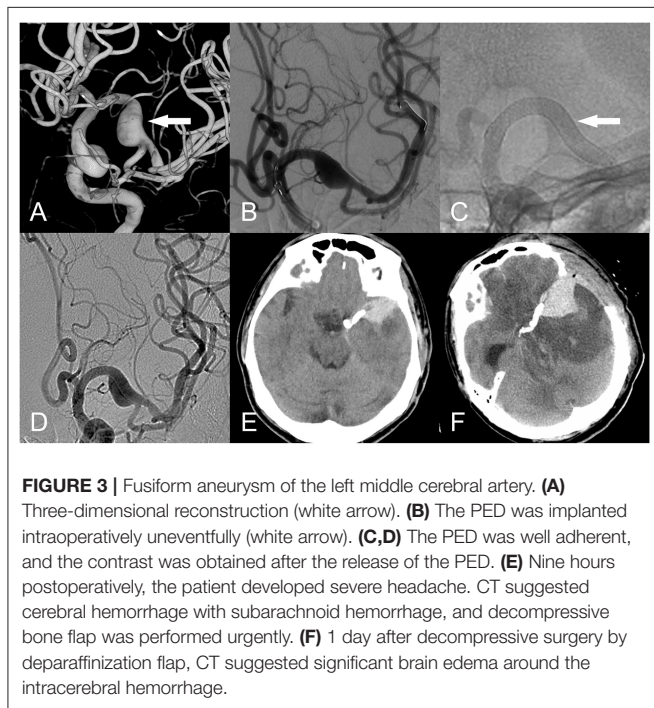 A
B
C
D
E
F
FIGURE 3 | Fusiform aneurysm of the left middle cerebral artery. (A)
Three-dimensional reconstruction (white arrow). (B) The PED was implanted
intraoperatively uneventfully (white arrow). (C,D) The PED was well adherent,
and the contrast was obtained after the release of the PED. (E) Nine hours
postoperatively, the patient developed severe headache. CT suggested
cerebral hemorrhage with subarachnoid hemorrhage, and decompressive
bone flap was performed urgently. (F) 1 day after decompressive surgery by
deparaffinization flap, CT suggested significant brain edema around the
intracerebral hemorrhage.